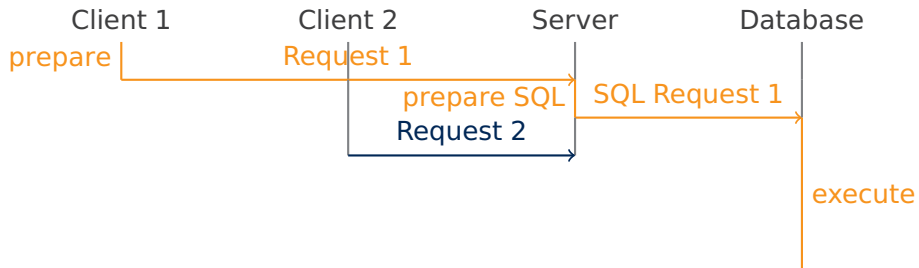 Client 1
Client 2
Server
Database
prepare
Request 1
prepare SQL
SQL Request 1
Request 2
execute